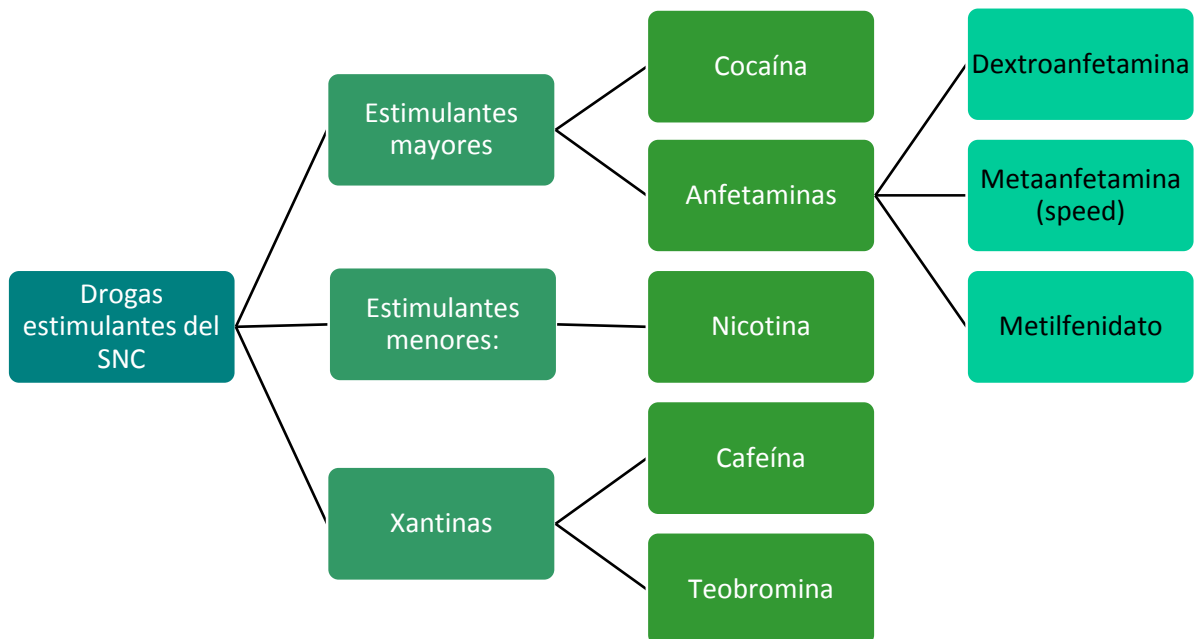 Drogas
estimulantes del
SNC
Estimulantes
mayores
Cocaína
Anfetaminas
Dextroanfetamina
Metaanfetamina
(speed)
Metilfenidato
Estimulantes
menores:
Nicotina
Xantinas
Cafeína
Teobromina